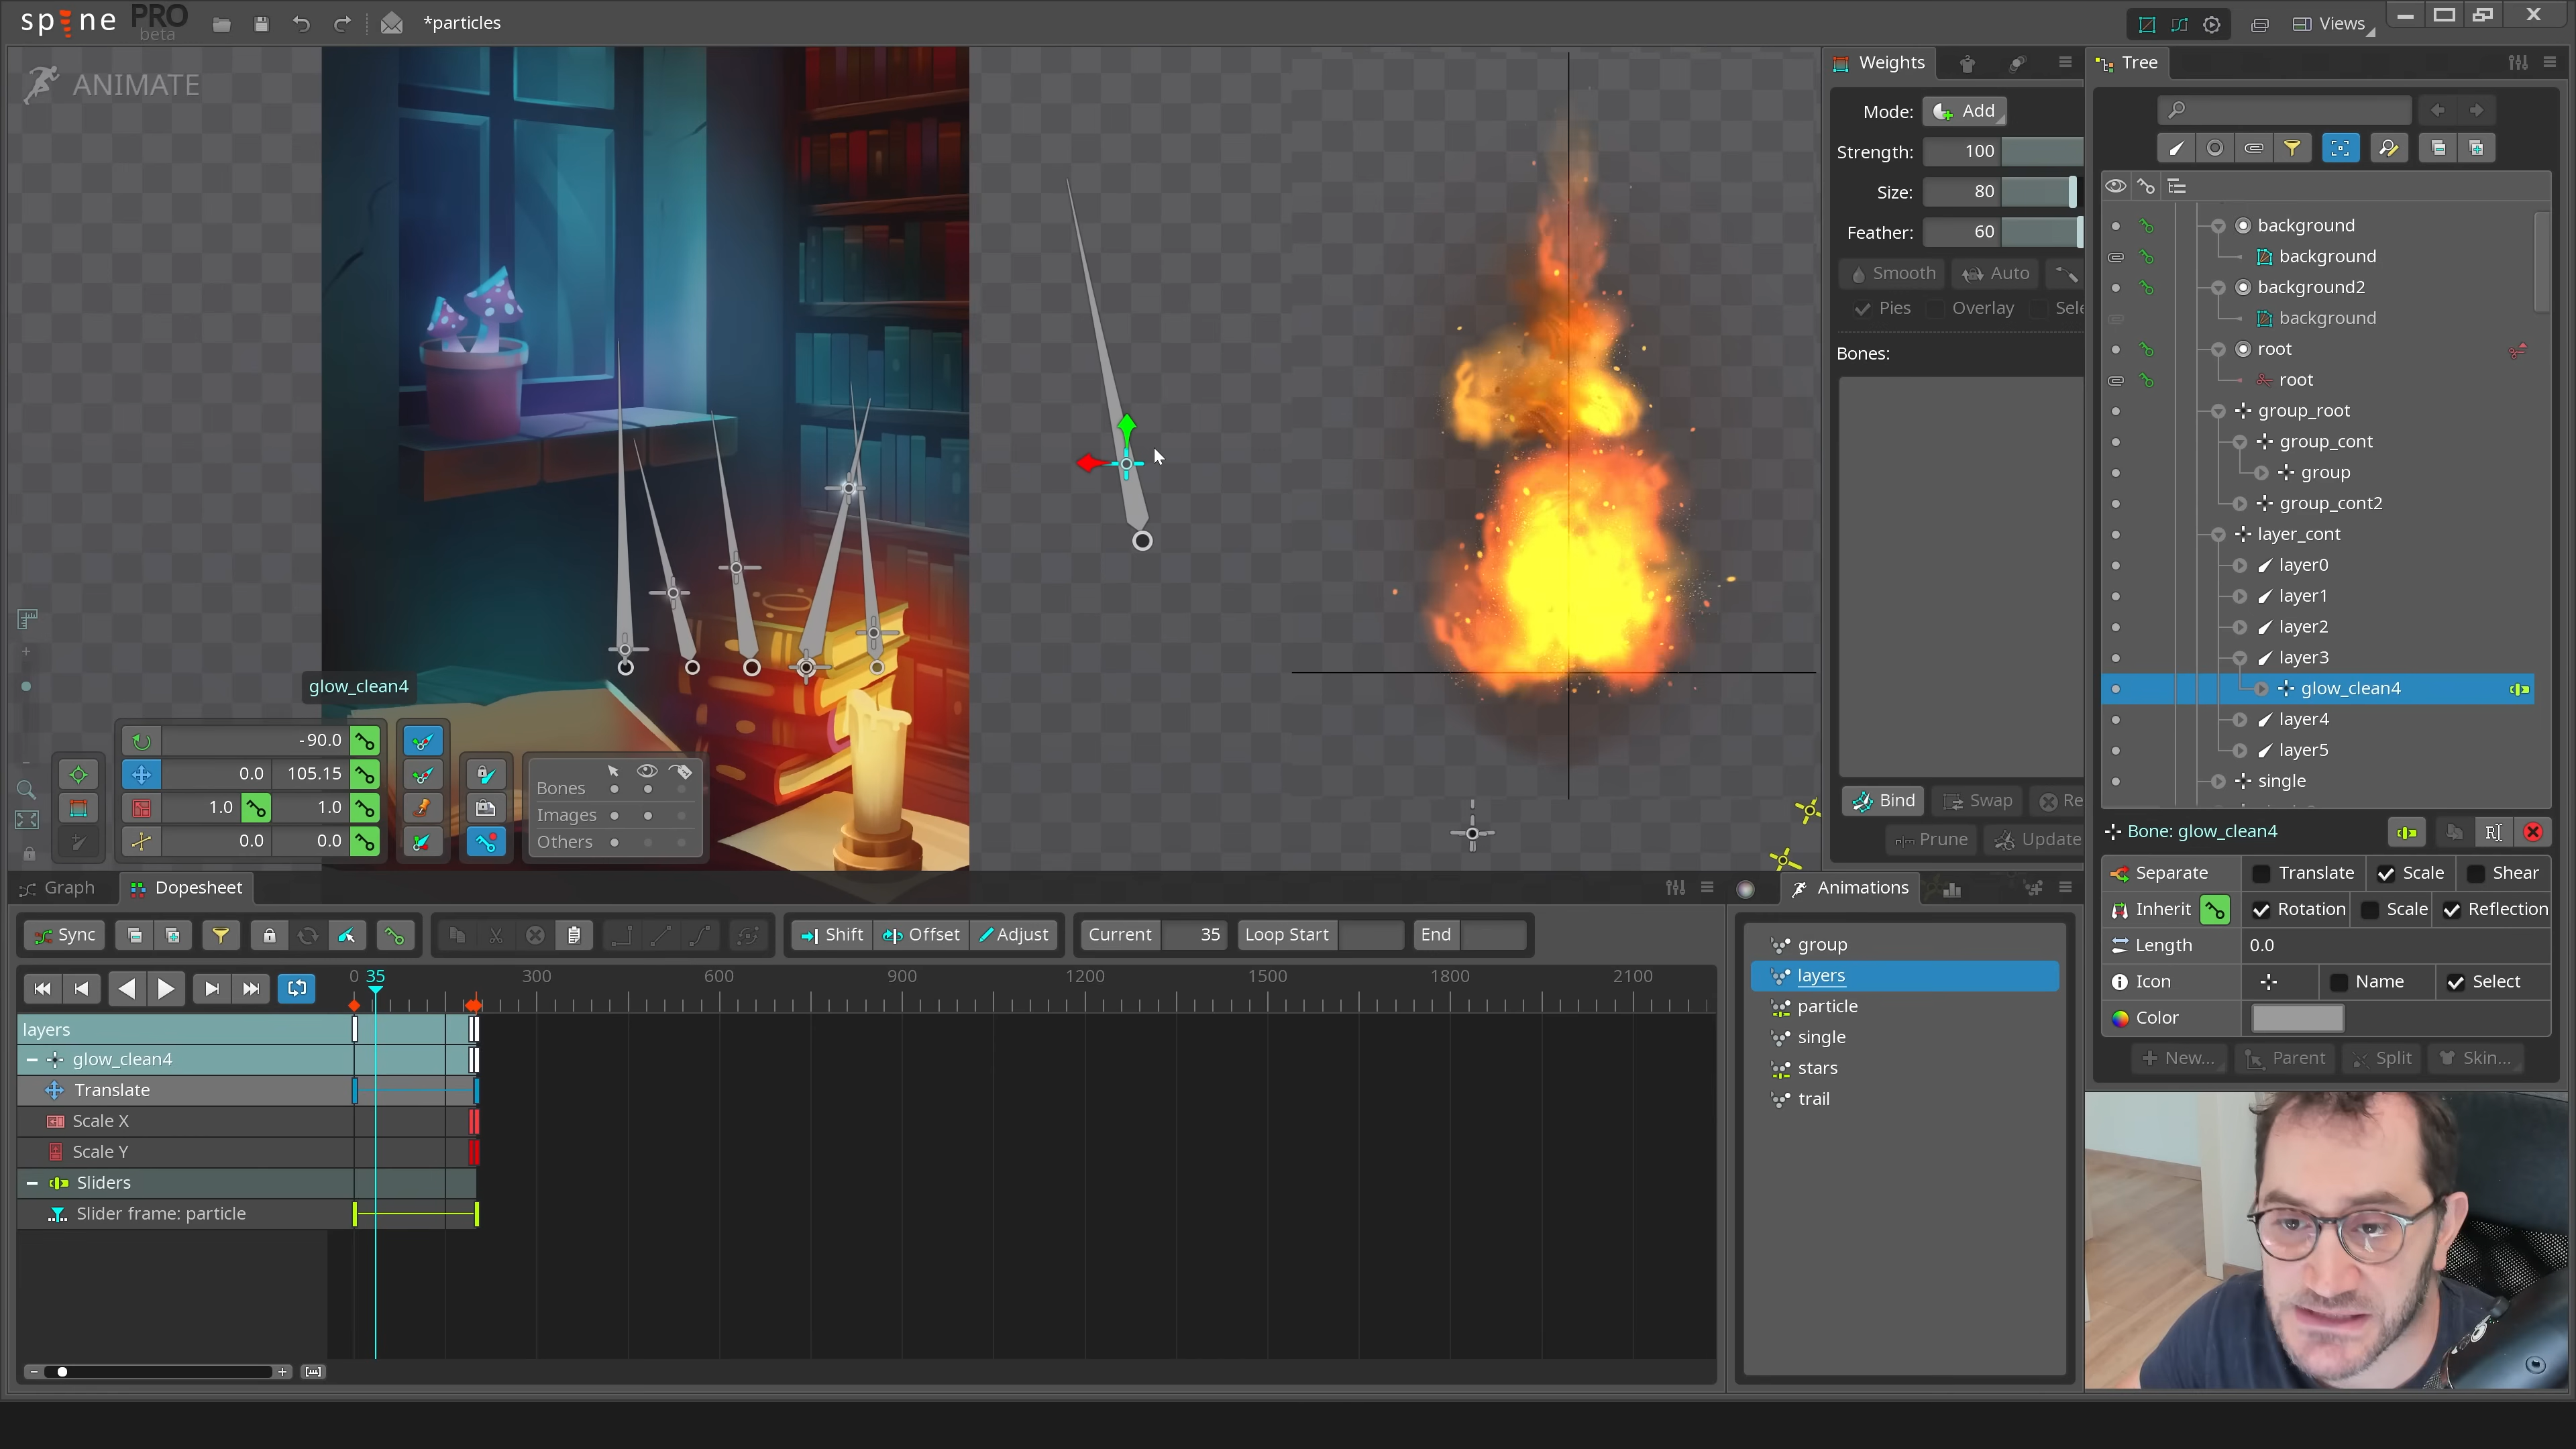 spine PRO beta
*particles
Views
ANIMATE
glow_clean4
-90.0
0.0 105.15
1.0 1.0
0.0 0.0
Bones
Images
Others
Weights
Mode: Add
Strength: 100
Size: 80
Feather: 60
Smooth Auto
Pies Overlay Sele
Bones:
Bind Swap Re
Prune Update
Tree
background
background
background2
background
root
root
group_root
group_cont
group
group_cont2
layer_cont
layer0
layer1
layer2
layer3
glow_clean4
layer4
layer5
single
Bone: glow_clean4
Separate Translate Scale Shear
Inherit Rotation Scale Reflection
Length 0.0
Icon Name Select
Color
New... Parent Split Skin...
Graph Dopesheet
Sync Shift Offset Adjust Current 35 Loop Start End
0 35 300 600 900 1200 1500 1800 2100
layers
glow_clean4
Translate
Scale X
Scale Y
Sliders
Slider frame: particle
Animations
group
layers
particle
single
stars
trail